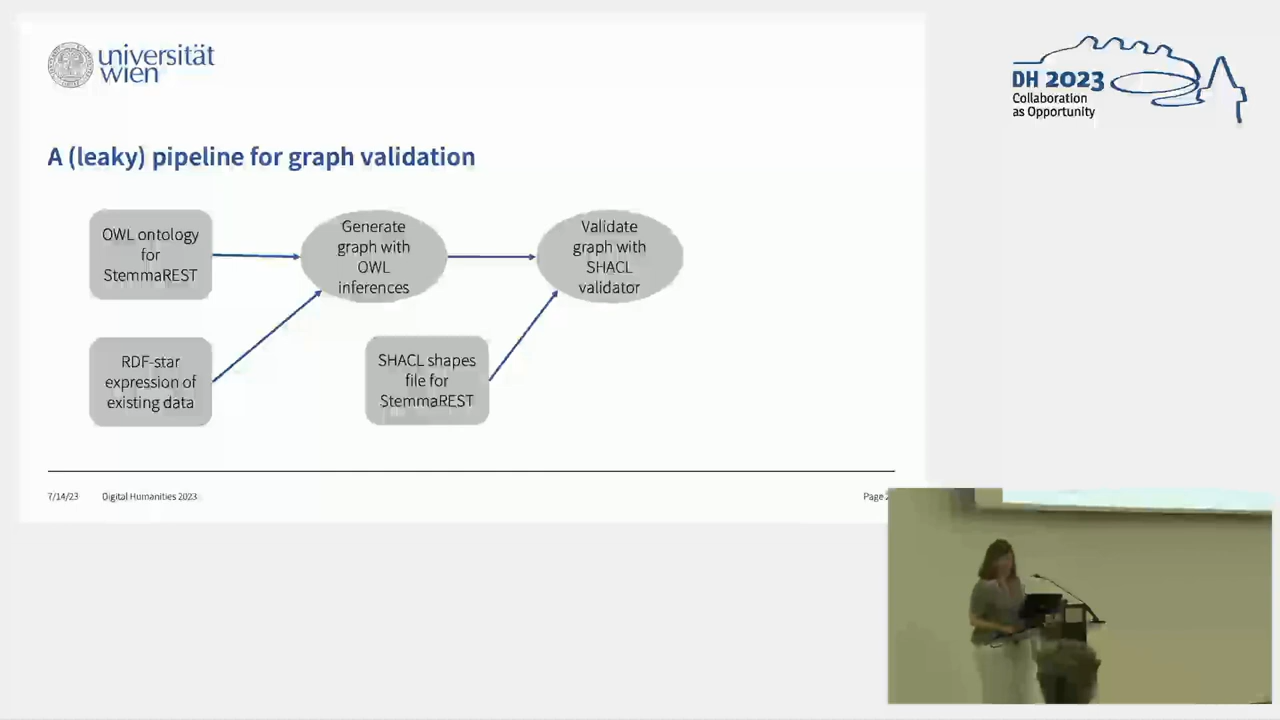 universität
wien
DH 2023
Collaboration
as Opportunity
A (leaky) pipeline for graph validation
OWL ontology
for
StemmaREST
Generate
graph with
OWL
inferences
Validate
graph with
SHACL
validator
RDF-star
expression of
existing data
SHACL shapes
file for
StemmaREST
7/14/23
Digital Humanities 2023
Page